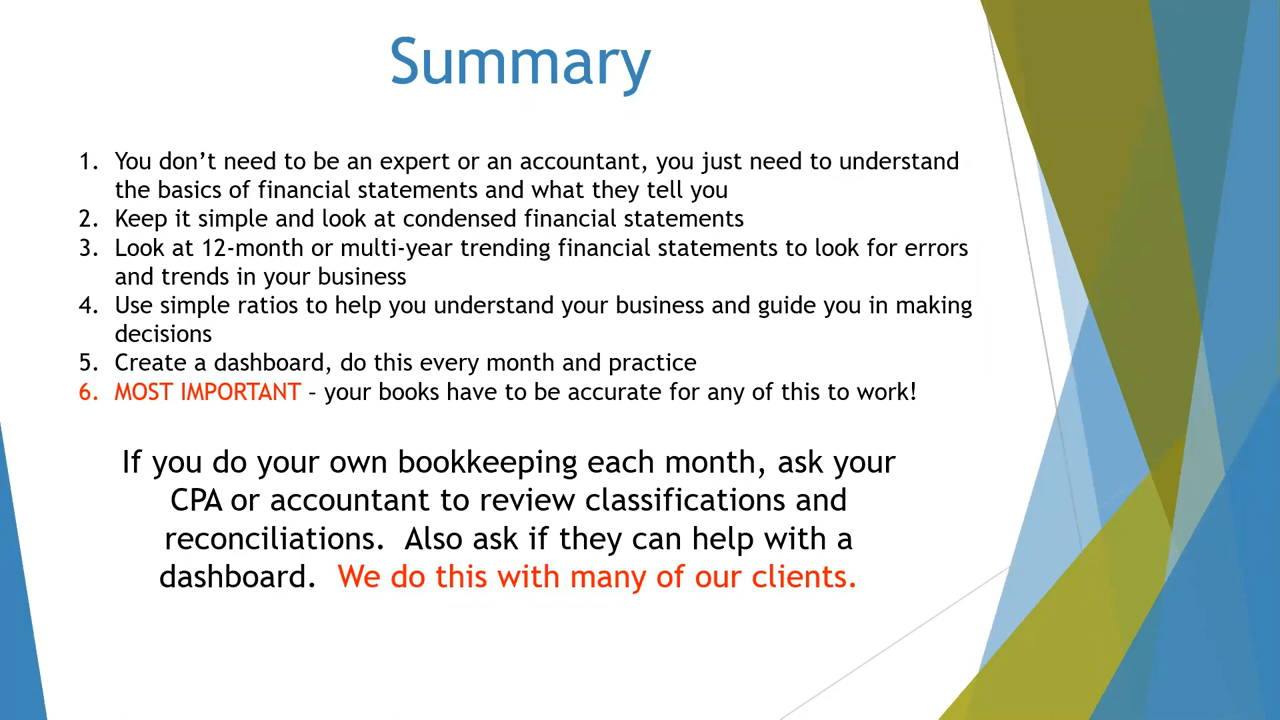 Summary
1. You don’t need to be an expert or an accountant, you just need to understand
the basics of financial statements and what they tell you
2. Keep it simple and look at condensed financial statements
3. Look at 12-month or multi-year trending financial statements to look for errors
and trends in your business
4. Use simple ratios to help you understand your business and guide you in making
decisions
5. Create a dashboard, do this every month and practice
6. MOST IMPORTANT – your books have to be accurate for any of this to work!
If you do your own bookkeeping each month, ask your
CPA or accountant to review classifications and
reconciliations.  Also ask if they can help with a
dashboard.  We do this with many of our clients.